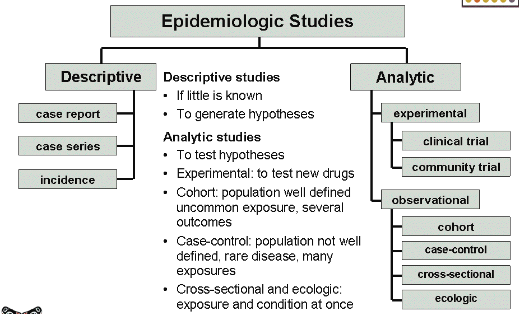 Epidemiologic Studies
Descriptive
case report
case series
incidence
Descriptive studies
• If little is known
• To generate hypotheses
Analytic studies
• To test hypotheses
• Experimental: to test new drugs
• Cohort: population well defined
uncommon exposure, several
outcomes
• Case-control: population not well
defined, rare disease, many
exposures
• Cross-sectional and ecologic:
exposure and condition at once
Analytic
experimental
clinical trial
community trial
observational
cohort
case-control
cross-sectional
ecologic